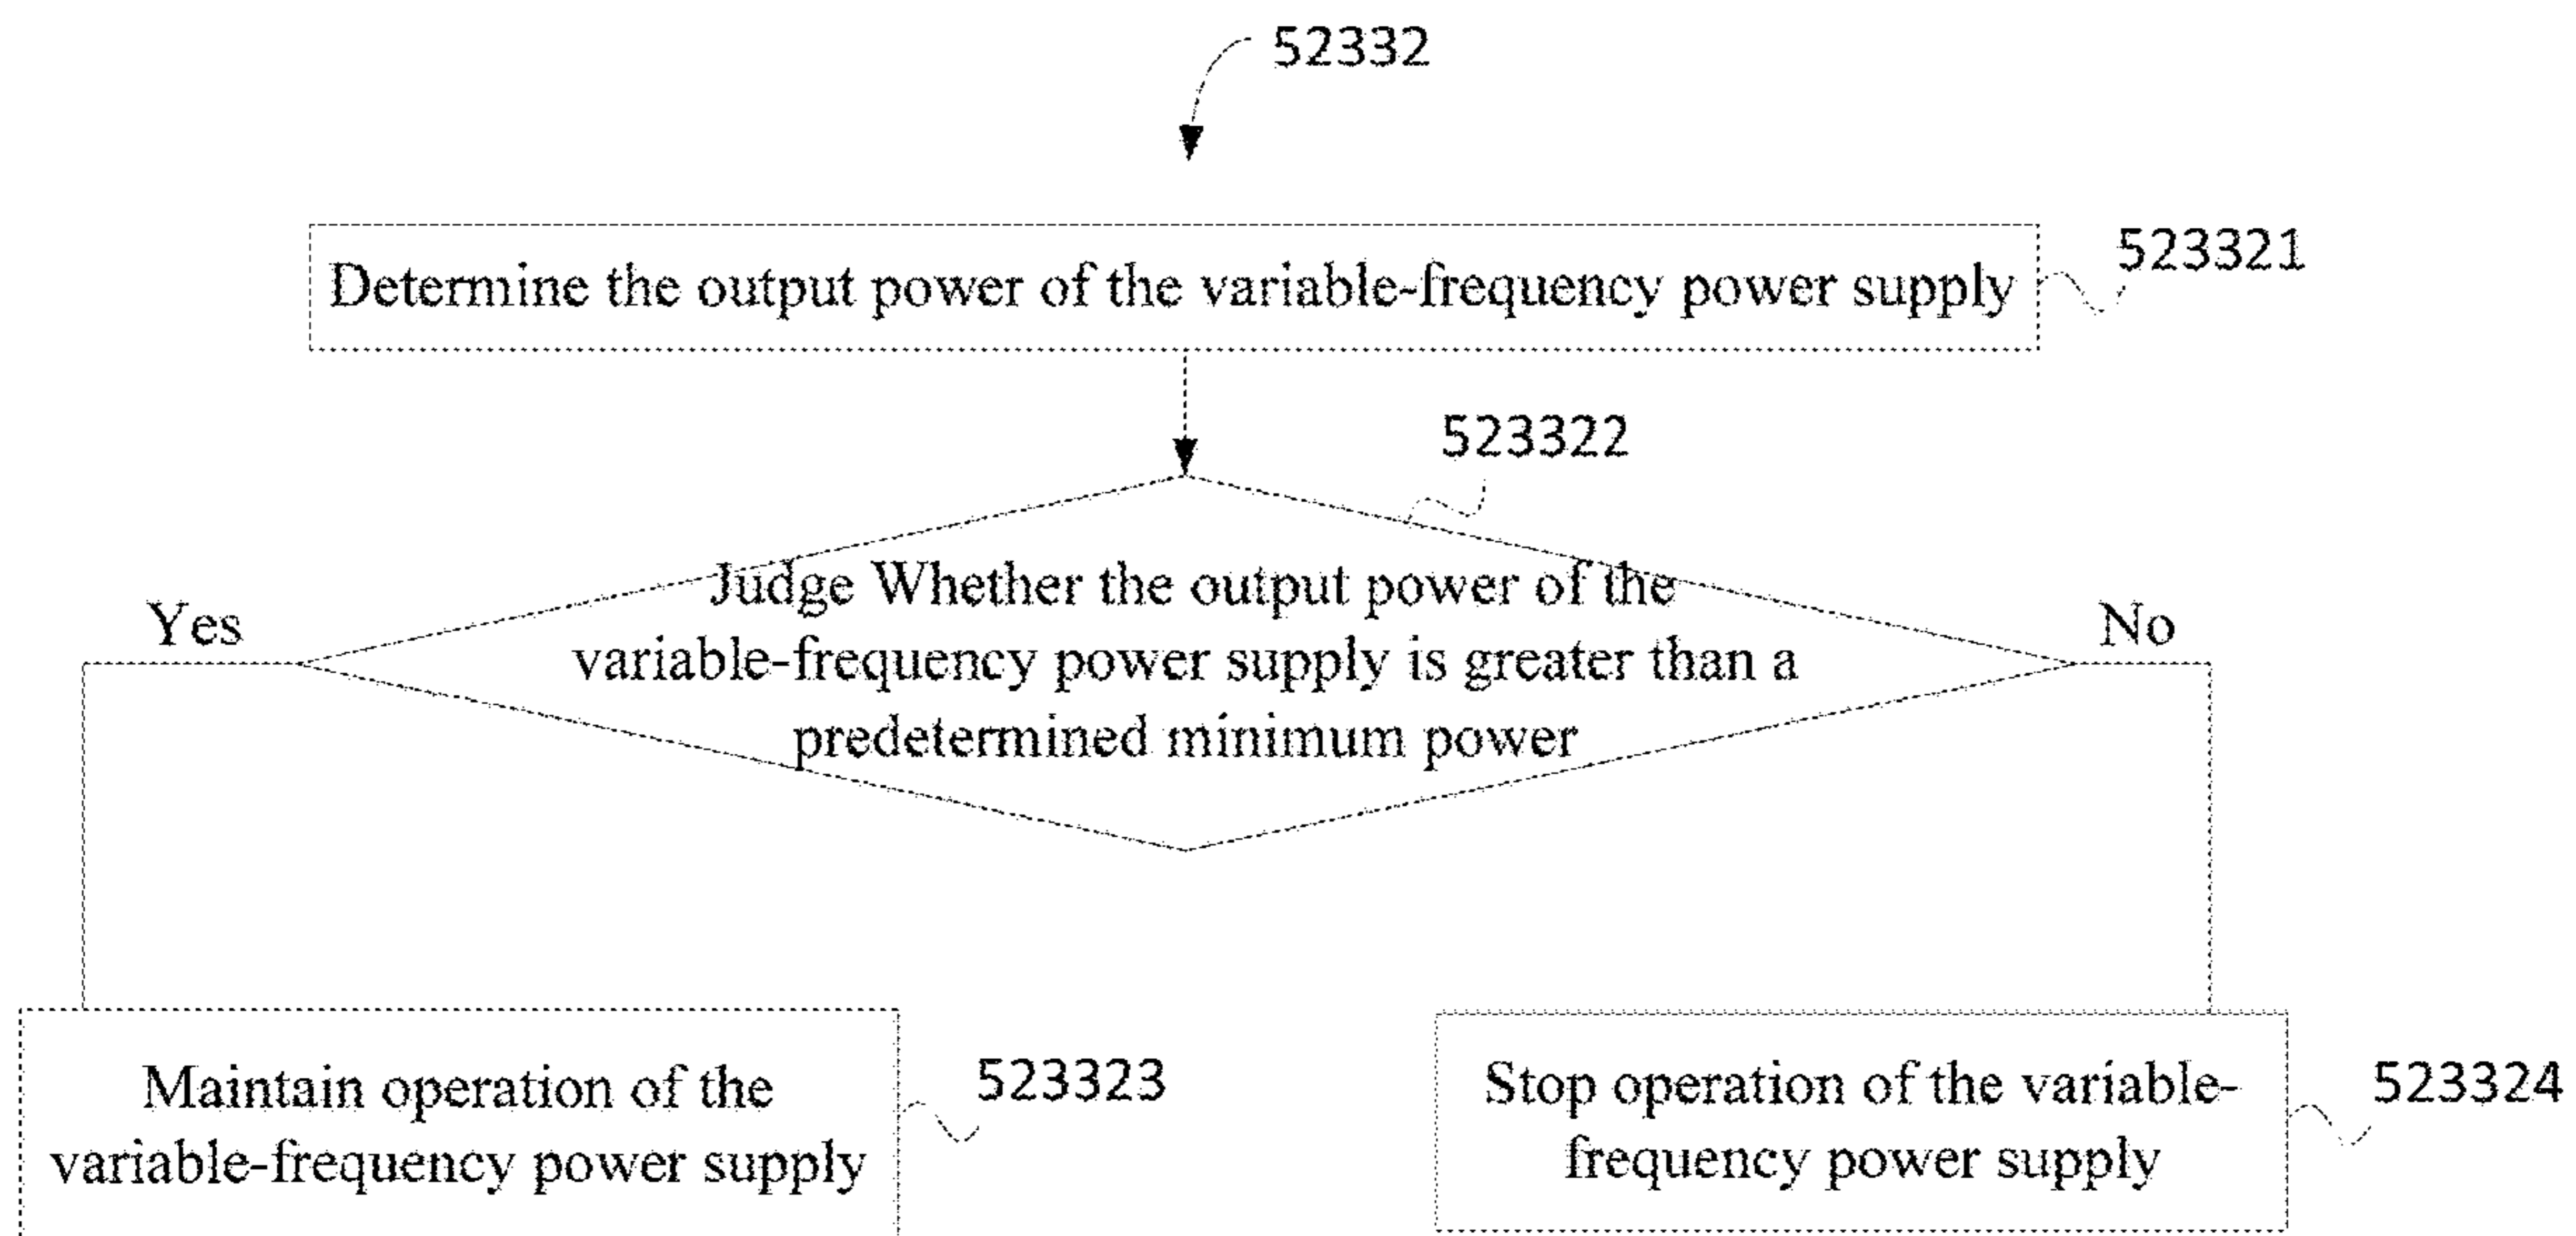 52332
Determine the output power of the variable-frequency power supply
523321
523322
Judge Whether the output power of the
variable-frequency power supply is greater than a
predetermined minimum power
Yes
No
Maintain operation of the
variable-frequency power supply
523323
Stop operation of the variable-
frequency power supply
523324